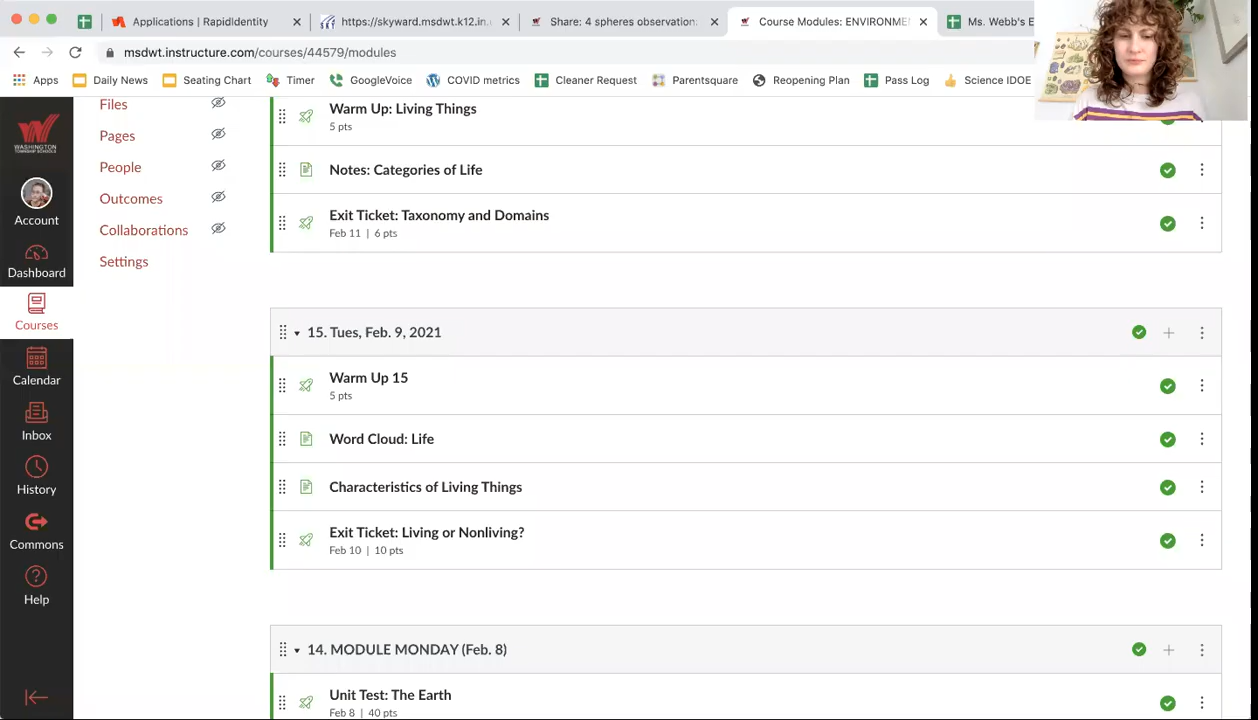 Applications | RapidIdentity
https://skyward.msdwt.k12.in.u
Share: 4 spheres observation
Course Modules: ENVIRONME
Ms. Webb's E
msdwt.instructure.com/courses/44579/modules
Apps
Daily News
Seating Chart
Timer
GoogleVoice
COVID metrics
Cleaner Request
Parentsquare
Reopening Plan
Pass Log
Science IDOE
WASHINGTON
TOWNSHIP SCHOOLS
Account
Dashboard
Courses
Calendar
Inbox
History
Commons
Help
Files
Pages
People
Outcomes
Collaborations
Settings
Warm Up: Living Things
5 pts
Notes: Categories of Life
Exit Ticket: Taxonomy and Domains
Feb 11 | 6 pts
15. Tues, Feb. 9, 2021
Warm Up 15
5 pts
Word Cloud: Life
Characteristics of Living Things
Exit Ticket: Living or Nonliving?
Feb 10 | 10 pts
14. MODULE MONDAY (Feb. 8)
Unit Test: The Earth
Feb 8 | 40 pts